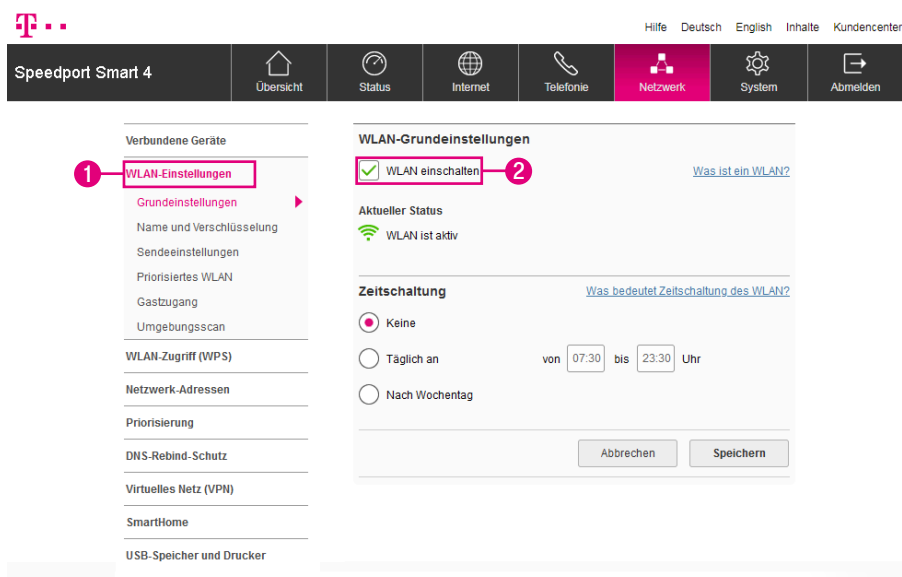 T
Hilfe Deutsch English Inhalte Kundencenter
Speedport Smart 4
Übersicht
Status
Internet
Telefonie
Netzwerk
System
Abmelden
Verbundene Geräte
1
WLAN-Einstellungen
Grundeinstellungen
Name und Verschlüsselung
Sendeeinstellungen
Priorisiertes WLAN
Gastzugang
Umgebungsscan
WLAN-Zugriff (WPS)
Netzwerk-Adressen
Priorisierung
DNS-Rebind-Schutz
Virtuelles Netz (VPN)
SmartHome
USB-Speicher und Drucker
WLAN-Grundeinstellungen
WLAN einschalten
2
Was ist ein WLAN?
Aktueller Status
WLAN ist aktiv
Zeitschaltung
Was bedeutet Zeitschaltung des WLAN?
Keine
Täglich an von 07:30 bis 23:30 Uhr
Nach Wochentag
Abbrechen
Speichern